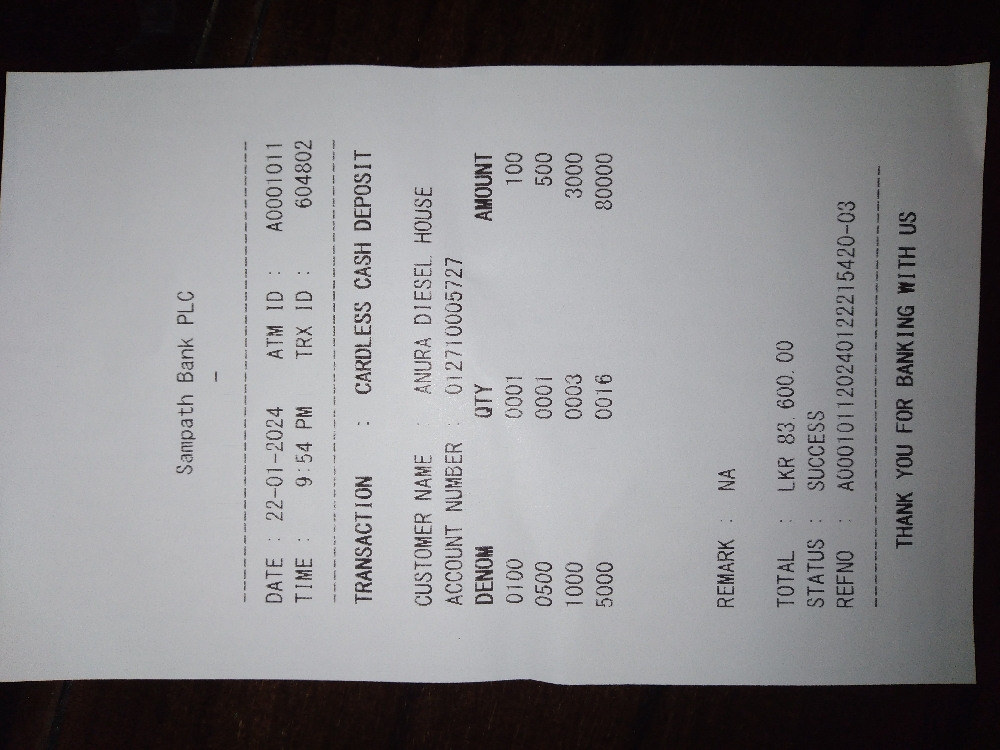 Sampath Bank PLC
_
--------------------------------------------
DATE : 22-01-2024 ATM ID : A0001011
TIME : 9:54 PM TRX ID : 604802
--------------------------------------------
TRANSACTION : CARDLESS CASH DEPOSIT
CUSTOMER NAME : ANURA DIESEL HOUSE
ACCOUNT NUMBER : 012710005727
DENOM QTY AMOUNT
0100 0001 100
0500 0001 500
1000 0003 3000
5000 0016 80000
REMARK : NA
TOTAL : LKR 83,600.00
STATUS : SUCCESS
REFNO : A000101120240122215420-03
--------------------------------------------
THANK YOU FOR BANKING WITH US